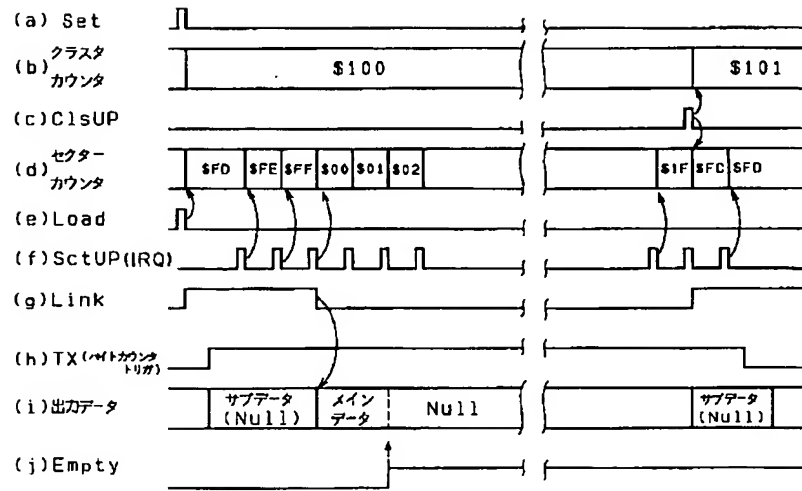 (a) Set
(b) クラスタ
カウンタ
$100
$101
(c) ClsUP
(d) セクター
カウンタ
$FD $FE $FF $00 $01 $02
$1F $FC $FD
(e) Load
(f) SctUP(IRQ)
(g) Link
(h) TX (バイトカウンタ
トリガ)
(i) 出力データ
サブデータ
(Null)
メイン
データ
Null
サブデータ
(Null)
(j) Empty